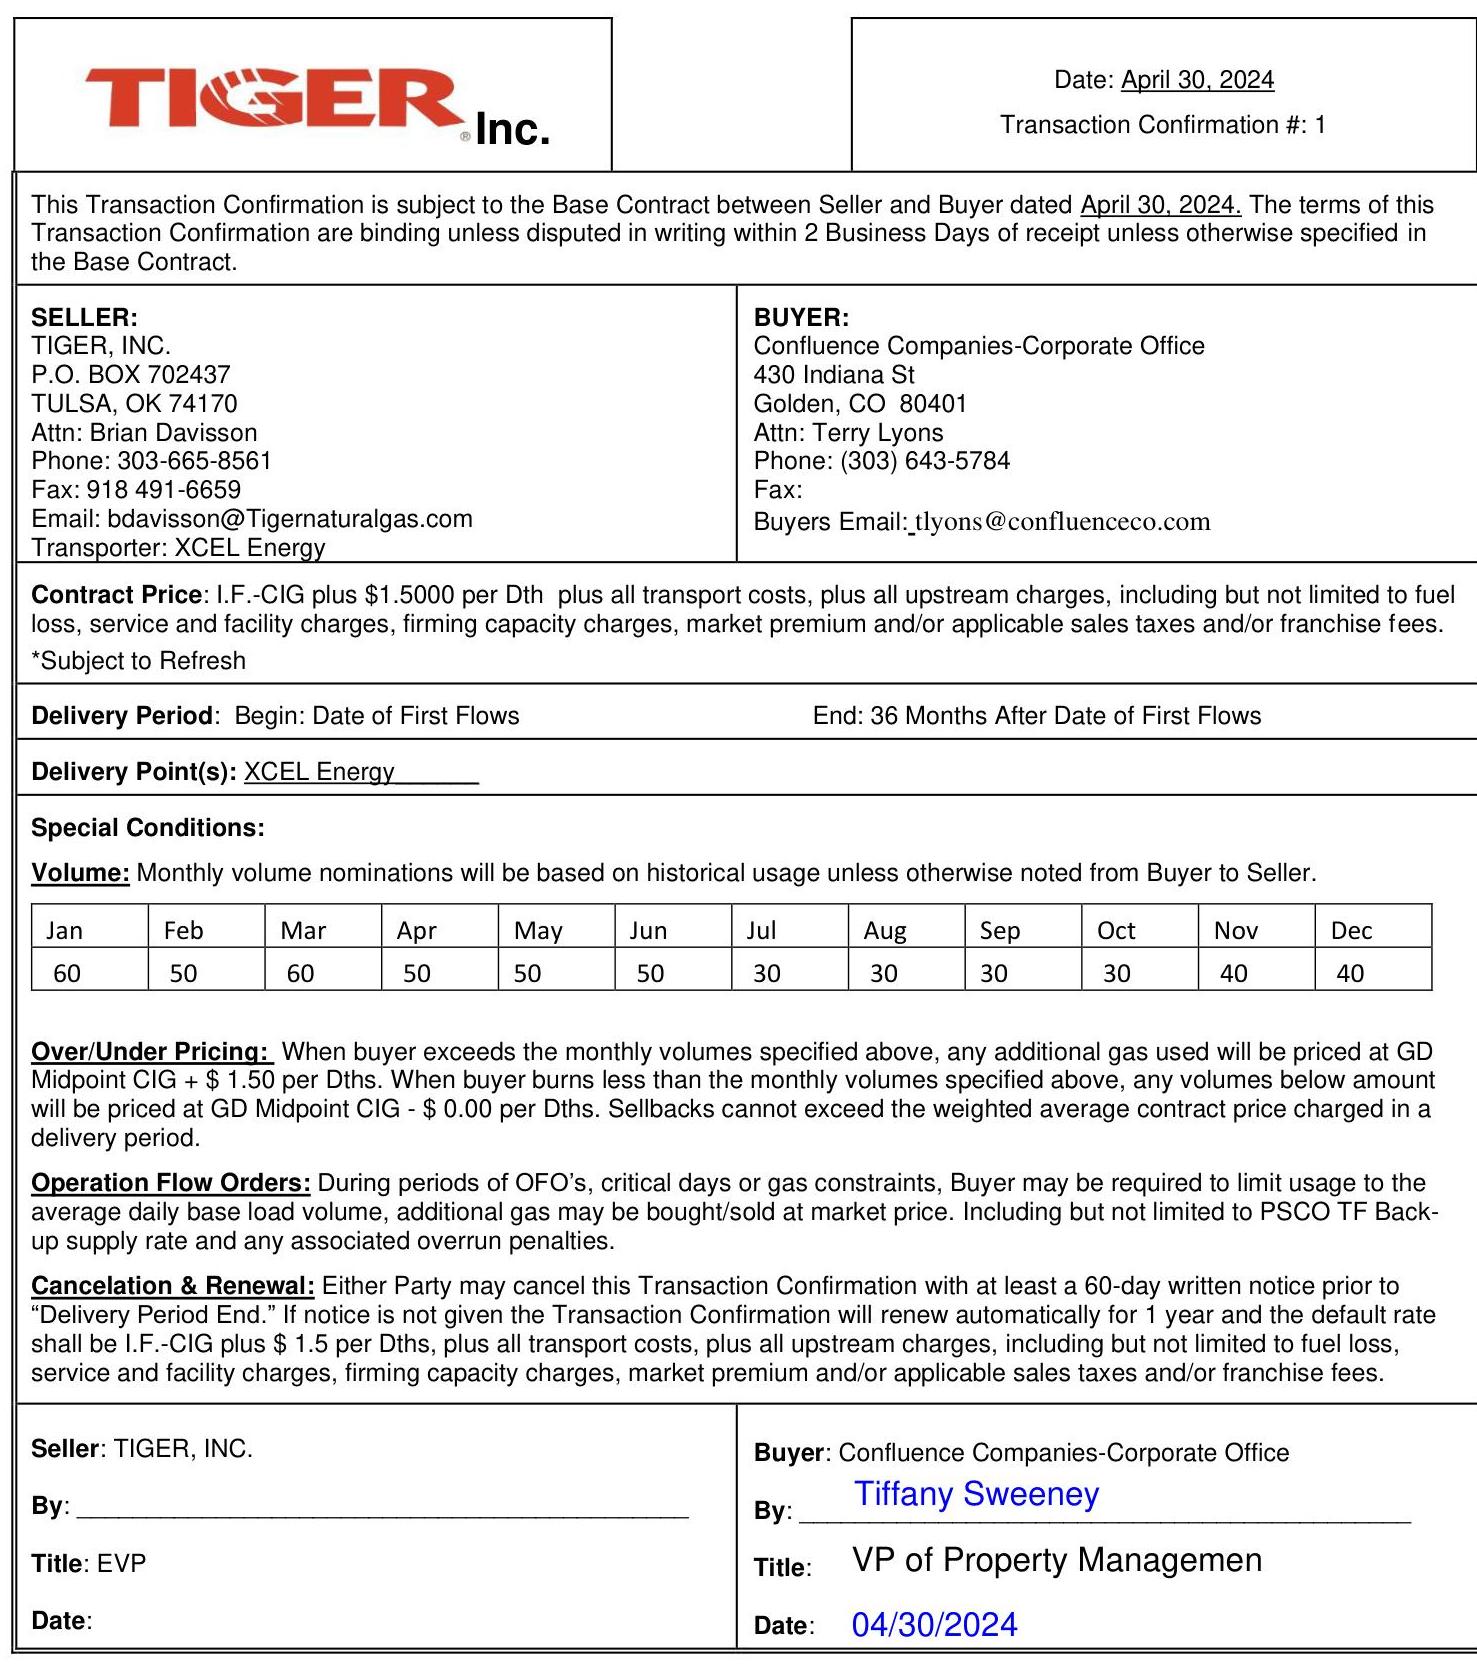 TIGER® Inc.
Date: April 30, 2024
Transaction Confirmation #: 1
This Transaction Confirmation is subject to the Base Contract between Seller and Buyer dated April 30, 2024. The terms of this
Transaction Confirmation are binding unless disputed in writing within 2 Business Days of receipt unless otherwise specified in
the Base Contract.
SELLER:
TIGER, INC.
P.O. BOX 702437
TULSA, OK 74170
Attn: Brian Davisson
Phone: 303-665-8561
Fax: 918 491-6659
Email: bdavisson@Tigernaturalgas.com
Transporter: XCEL Energy
BUYER:
Confluence Companies-Corporate Office
430 Indiana St
Golden, CO 80401
Attn: Terry Lyons
Phone: (303) 643-5784
Fax:
Buyers Email: tlyons@confluenceco.com
Contract Price: I.F.-CIG plus $1.5000 per Dth plus all transport costs, plus all upstream charges, including but not limited to fuel
loss, service and facility charges, firming capacity charges, market premium and/or applicable sales taxes and/or franchise fees.
*Subject to Refresh
Delivery Period: Begin: Date of First Flows End: 36 Months After Date of First Flows
Delivery Point(s): XCEL Energy______
Special Conditions:
Volume: Monthly volume nominations will be based on historical usage unless otherwise noted from Buyer to Seller.
Jan Feb Mar Apr May Jun Jul Aug Sep Oct Nov Dec
60 50 60 50 50 50 30 30 30 30 40 40
Over/Under Pricing: When buyer exceeds the monthly volumes specified above, any additional gas used will be priced at GD
Midpoint CIG + $ 1.50 per Dths. When buyer burns less than the monthly volumes specified above, any volumes below amount
will be priced at GD Midpoint CIG - $ 0.00 per Dths. Sellbacks cannot exceed the weighted average contract price charged in a
delivery period.
Operation Flow Orders: During periods of OFO's, critical days or gas constraints, Buyer may be required to limit usage to the
average daily base load volume, additional gas may be bought/sold at market price. Including but not limited to PSCO TF Back-
up supply rate and any associated overrun penalties.
Cancelation & Renewal: Either Party may cancel this Transaction Confirmation with at least a 60-day written notice prior to
“Delivery Period End.” If notice is not given the Transaction Confirmation will renew automatically for 1 year and the default rate
shall be I.F.-CIG plus $ 1.5 per Dths, plus all transport costs, plus all upstream charges, including but not limited to fuel loss,
service and facility charges, firming capacity charges, market premium and/or applicable sales taxes and/or franchise fees.
Seller: TIGER, INC.
By: ____________________
Title: EVP
Date:
Buyer: Confluence Companies-Corporate Office
By: Tiffany Sweeney
Title: VP of Property Managemen
Date: 04/30/2024